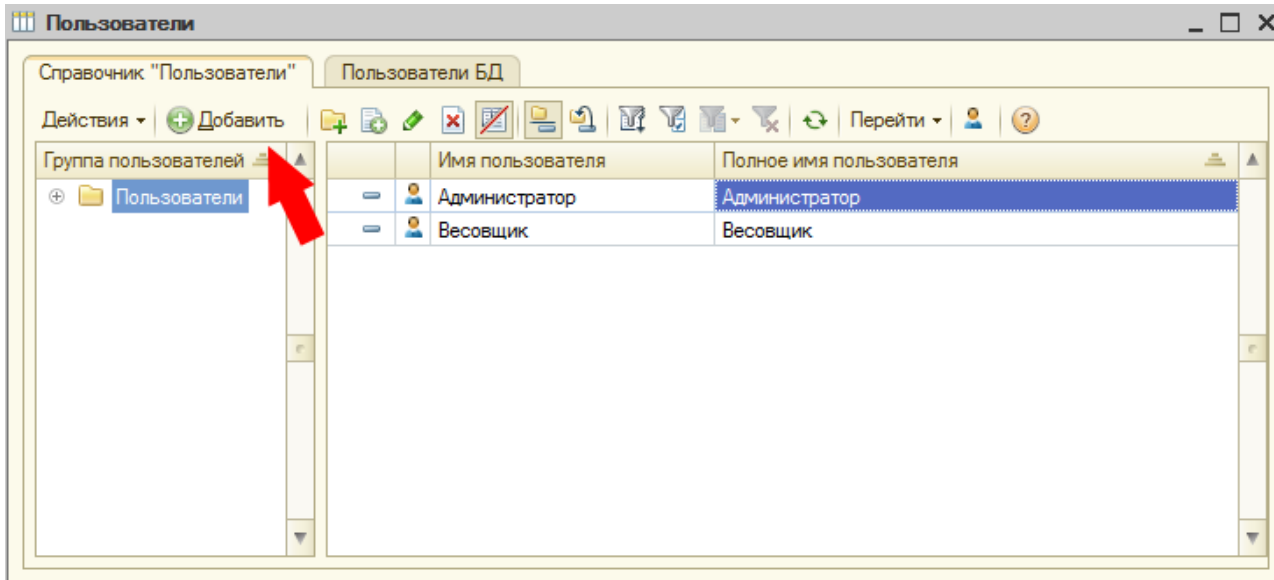 Пользователи
Справочник "Пользователи" Пользователи БД
Действия Добавить Перейти
Группа пользователей Имя пользователя Полное имя пользователя
Пользователи Администратор Администратор
Весовщик Весовщик